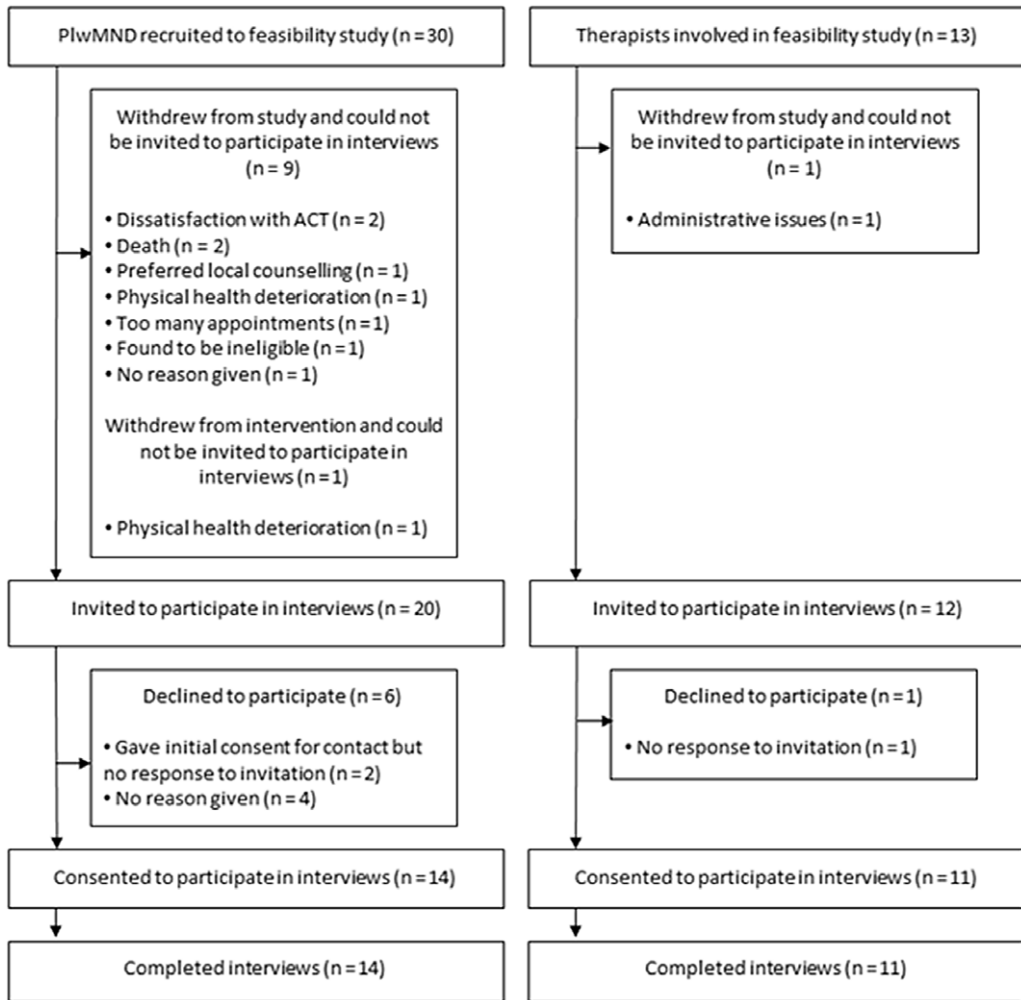 PlwMND recruited to feasibility study (n = 30)
Withdrew from study and could not
be invited to participate in interviews
(n = 9)
• Dissatisfaction with ACT (n = 2)
• Death (n = 2)
• Preferred local counselling (n = 1)
• Physical health deterioration (n = 1)
• Too many appointments (n = 1)
• Found to be ineligible (n = 1)
• No reason given (n = 1)
Withdrew from intervention and could
not be invited to participate in
interviews (n = 1)
• Physical health deterioration (n = 1)
Invited to participate in interviews (n = 20)
Declined to participate (n = 6)
• Gave initial consent for contact but
no response to invitation (n = 2)
• No reason given (n = 4)
Consented to participate in interviews (n = 14)
Completed interviews (n = 14)
Therapists involved in feasibility study (n = 13)
Withdrew from study and could not
be invited to participate in interviews
(n = 1)
• Administrative issues (n = 1)
Invited to participate in interviews (n = 12)
Declined to participate (n = 1)
• No response to invitation (n = 1)
Consented to participate in interviews (n = 11)
Completed interviews (n = 11)